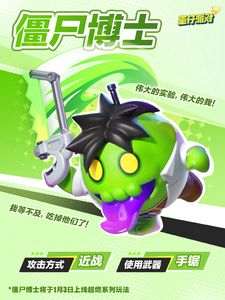 僵尸博士
蛋仔派对
伟大的实验，伟大的我！
我等不及，吃掉他们了！
攻击方式 近战
使用武器 手锯
*僵尸博士将于1月3日上线超燃系列玩法